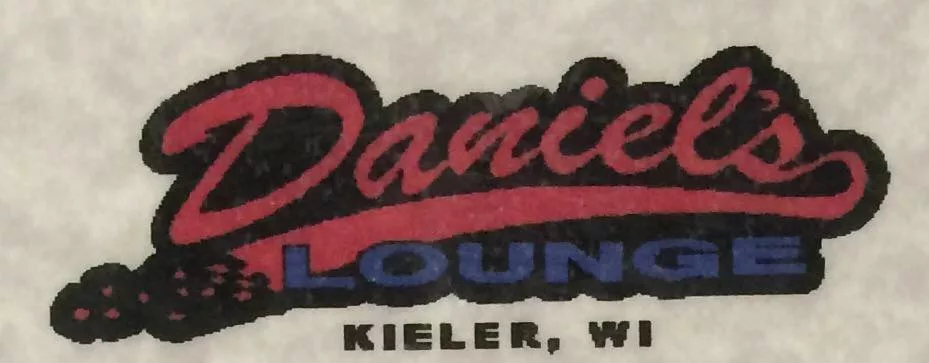 Daniel's
LOUNGE
KIELER, WI